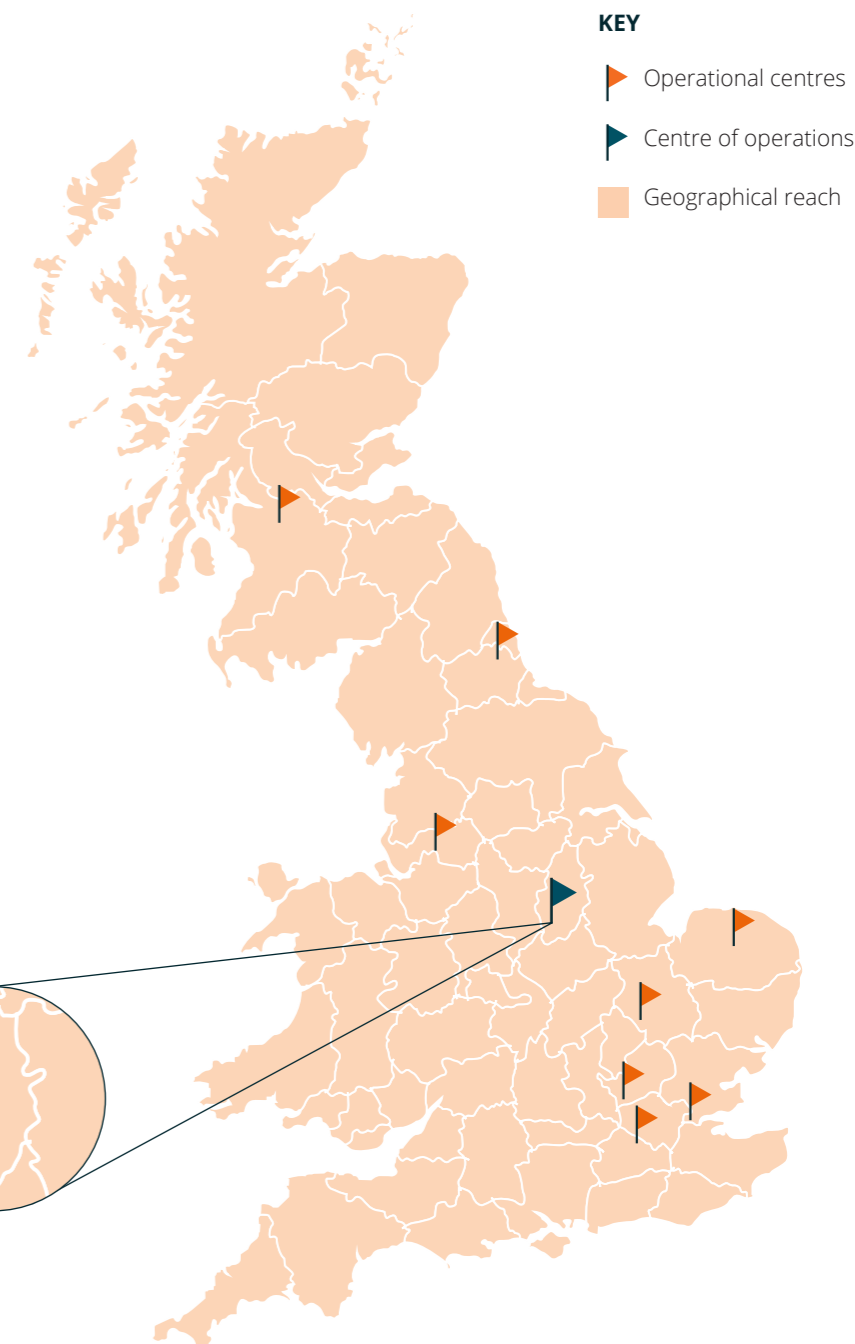 KEY
Operational centres
Centre of operations
Geographical reach